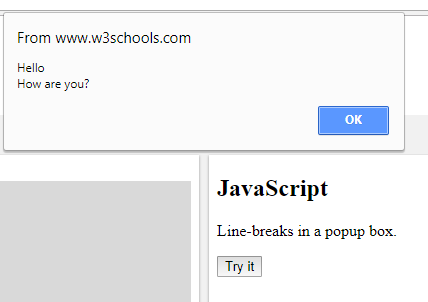 From www.w3schools.com
Hello
How are you?
OK
JavaScript
Line-breaks in a popup box.
Try it